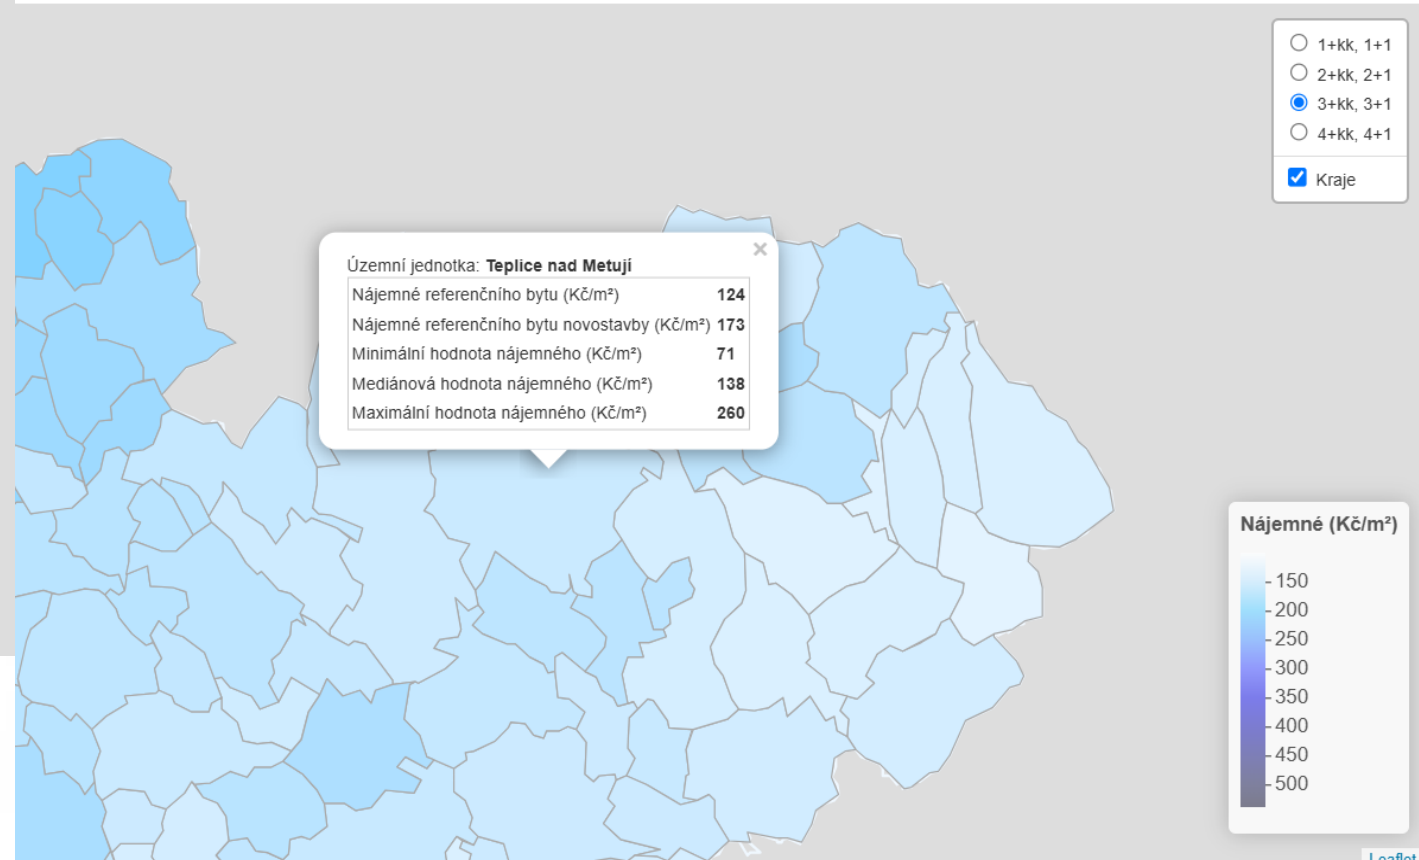 1+kk, 1+1
2+kk, 2+1
3+kk, 3+1
4+kk, 4+1
Kraje
×
Územní jednotka: Teplice nad Metují
Nájemné referenčního bytu (Kč/m²) 124
Nájemné referenčního bytu novostavby (Kč/m²) 173
Minimální hodnota nájemného (Kč/m²) 71
Mediánová hodnota nájemného (Kč/m²) 138
Maximální hodnota nájemného (Kč/m²) 260
Nájemné (Kč/m²)
150
200
250
300
350
400
450
500
Leaflet